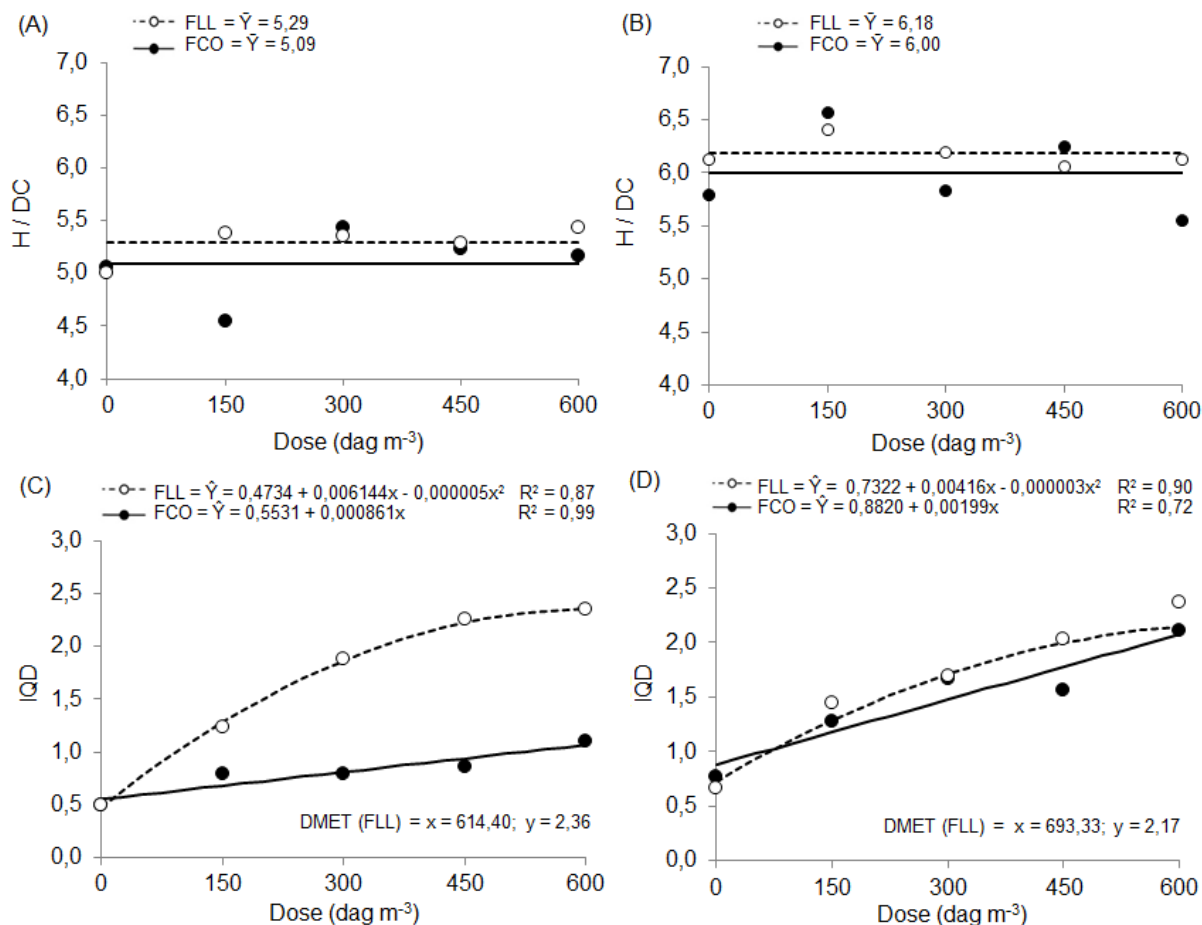 (A)
FLL = Ȳ = 5,29
FCO = Ȳ = 5,09
7,0
6,5
6,0
5,5
5,0
4,5
4,0
H / DC
0 150 300 450 600
Dose (dag m⁻³)
(B)
FLL = Ȳ = 6,18
FCO = Ȳ = 6,00
7,0
6,5
6,0
5,5
5,0
4,5
4,0
H / DC
0 150 300 450 600
Dose (dag m⁻³)
(C)
FLL = Ŷ = 0,4734 + 0,006144x - 0,000005x² R² = 0,87
FCO = Ŷ = 0,5531 + 0,000861x R² = 0,99
3,0
2,5
2,0
1,5
1,0
0,5
0,0
IQD
DMET (FLL) = x = 614,40; y = 2,36
0 150 300 450 600
Dose (dag m⁻³)
(D)
FLL = Ŷ = 0,7322 + 0,00416x - 0,000003x² R² = 0,90
FCO = Ŷ = 0,8820 + 0,00199x R² = 0,72
3,0
2,5
2,0
1,5
1,0
0,5
0,0
IQD
DMET (FLL) = x = 693,33; y = 2,17
0 150 300 450 600
Dose (dag m⁻³)